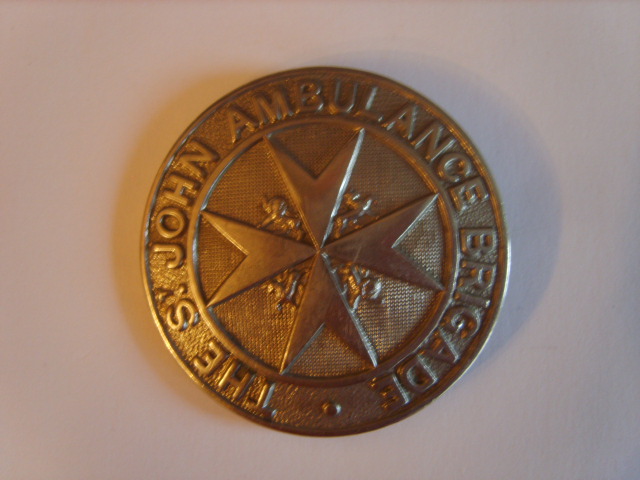 THE ST. JOHN AMBULANCE BRIGADE